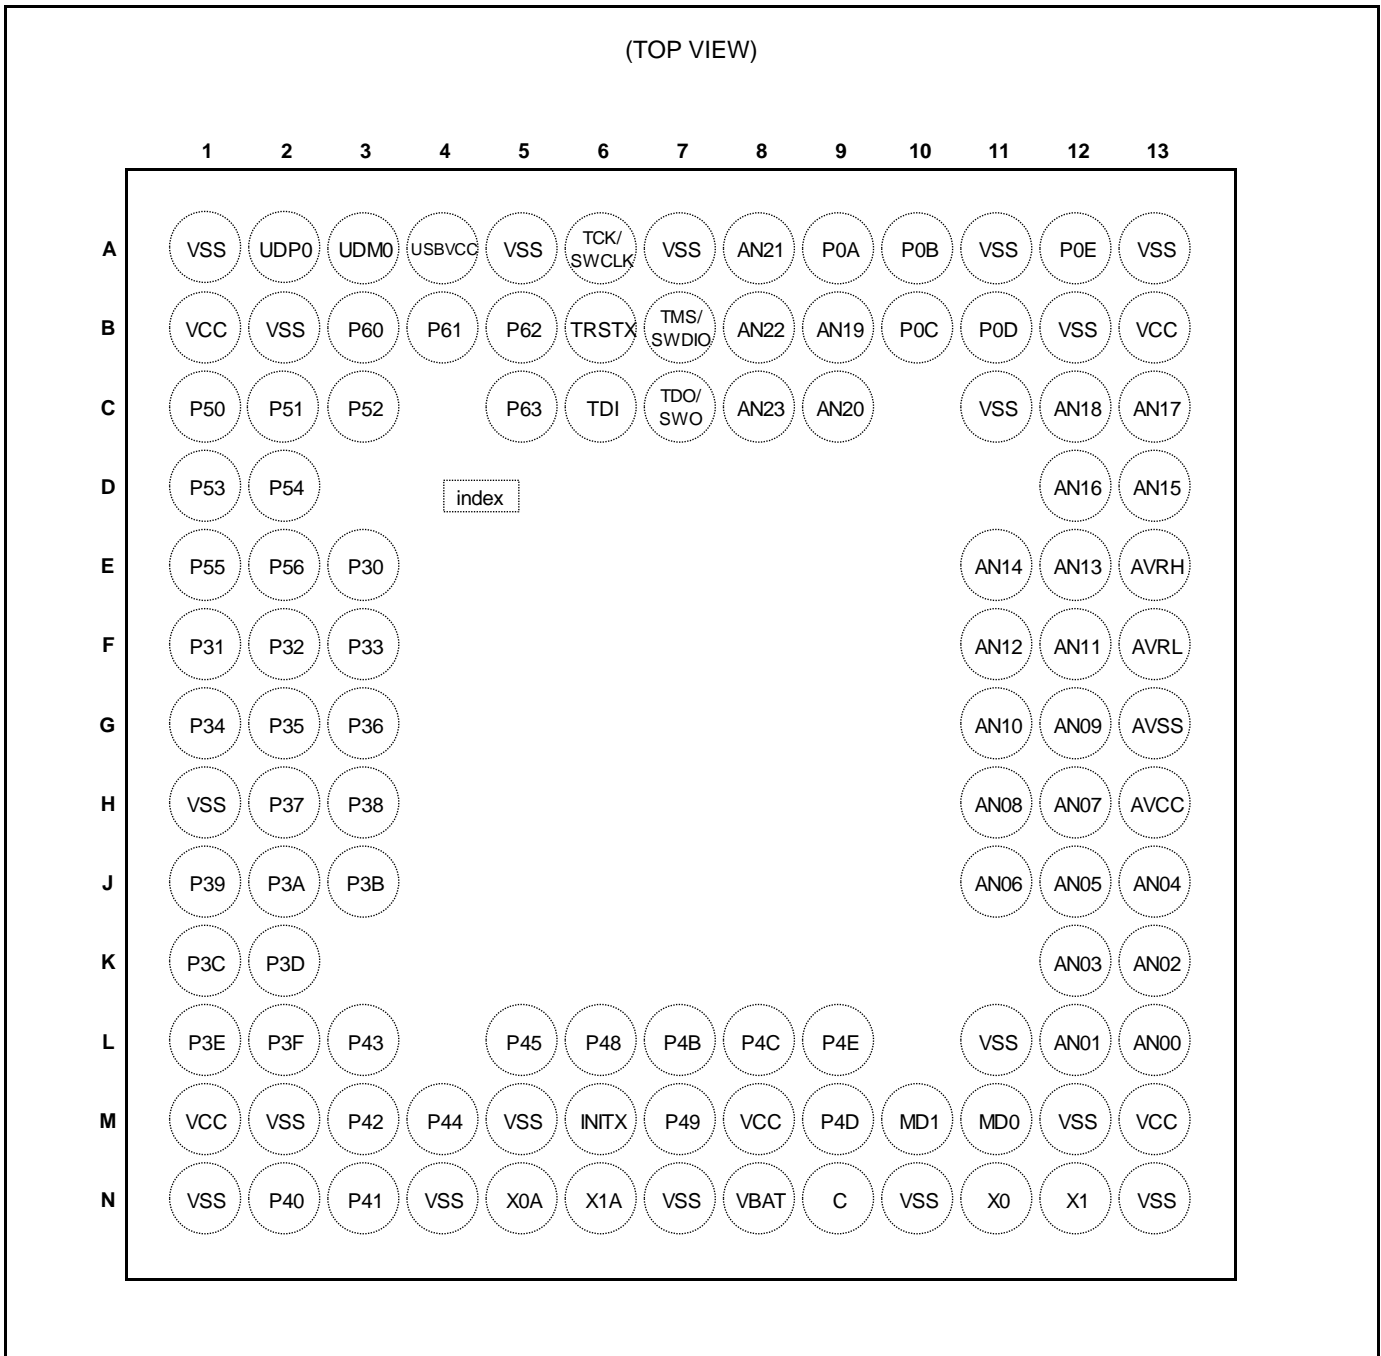 (TOP VIEW)
1 2 3 4 5 6 7 8 9 10 11 12 13
A VSS UDP0 UDM0 USBVCC VSS TCK/ SWCLK VSS AN21 P0A P0B VSS P0E VSS
B VCC VSS P60 P61 P62 TRSTX TMS/ SWDIO AN22 AN19 P0C P0D VSS VCC
C P50 P51 P52 P63 TDI TDO/ SWO AN23 AN20 VSS AN18 AN17
D P53 P54 index AN16 AN15
E P55 P56 P30 AN14 AN13 AVRH
F P31 P32 P33 AN12 AN11 AVRL
G P34 P35 P36 AN10 AN09 AVSS
H VSS P37 P38 AN08 AN07 AVCC
J P39 P3A P3B AN06 AN05 AN04
K P3C P3D AN03 AN02
L P3E P3F P43 P45 P48 P4B P4C P4E VSS AN01 AN00
M VCC VSS P42 P44 VSS INITX P49 VCC P4D MD1 MD0 VSS VCC
N VSS P40 P41 VSS X0A X1A VSS VBAT C VSS X0 X1 VSS